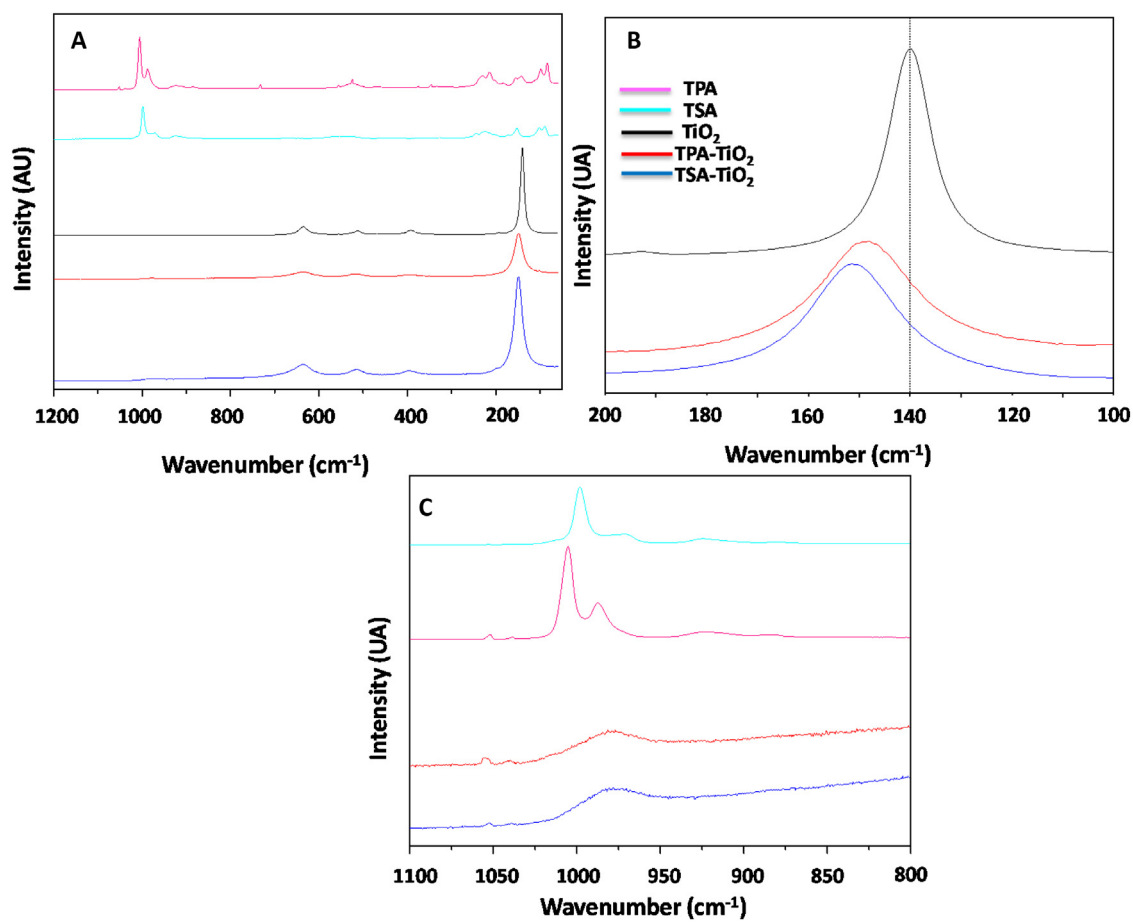 A
Intensity (AU)
1200 1000 800 600 400 200
Wavenumber (cm-1)
B
TPA
TSA
TiO2
TPA-TiO2
TSA-TiO2
Intensity (UA)
200 180 160 140 120 100
Wavenumber (cm-1)
C
Intensity (UA)
1100 1050 1000 950 900 850 800
Wavenumber (cm-1)